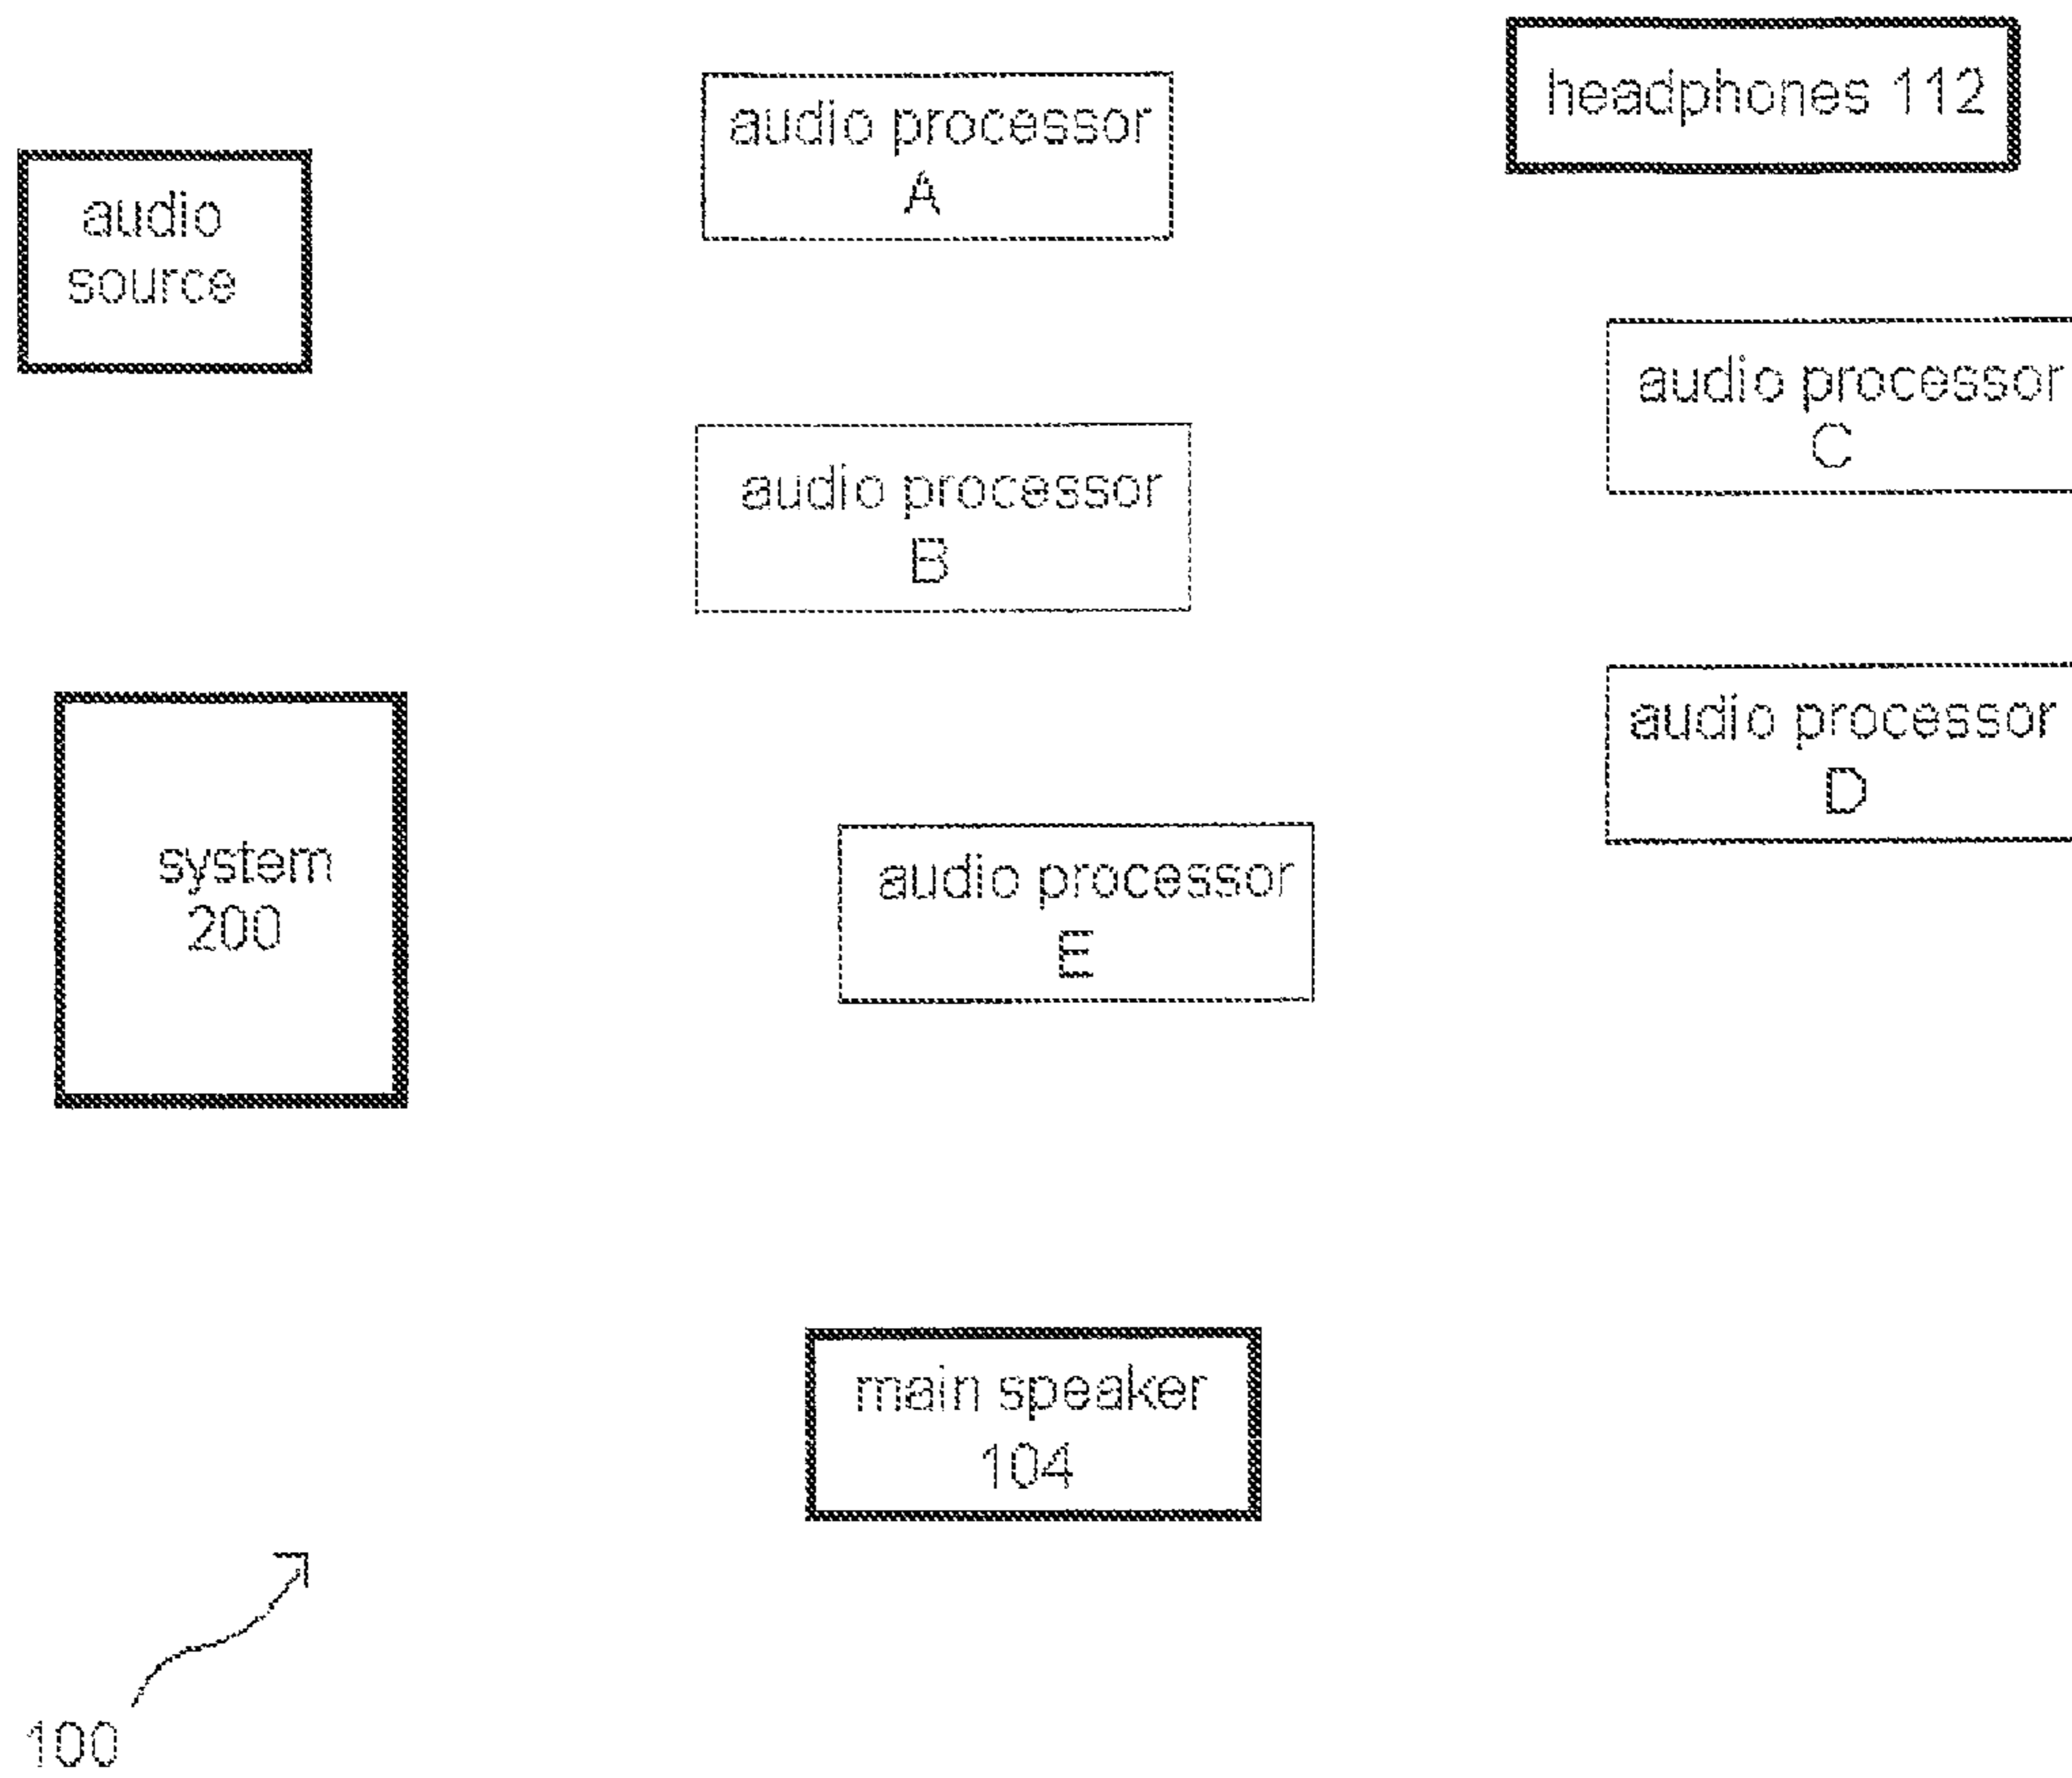 headphones 112
audio processor
A
audio
source
audio processor
C
audio processor
B
audio processor
D
system
200
audio processor
E
main speaker
104
100